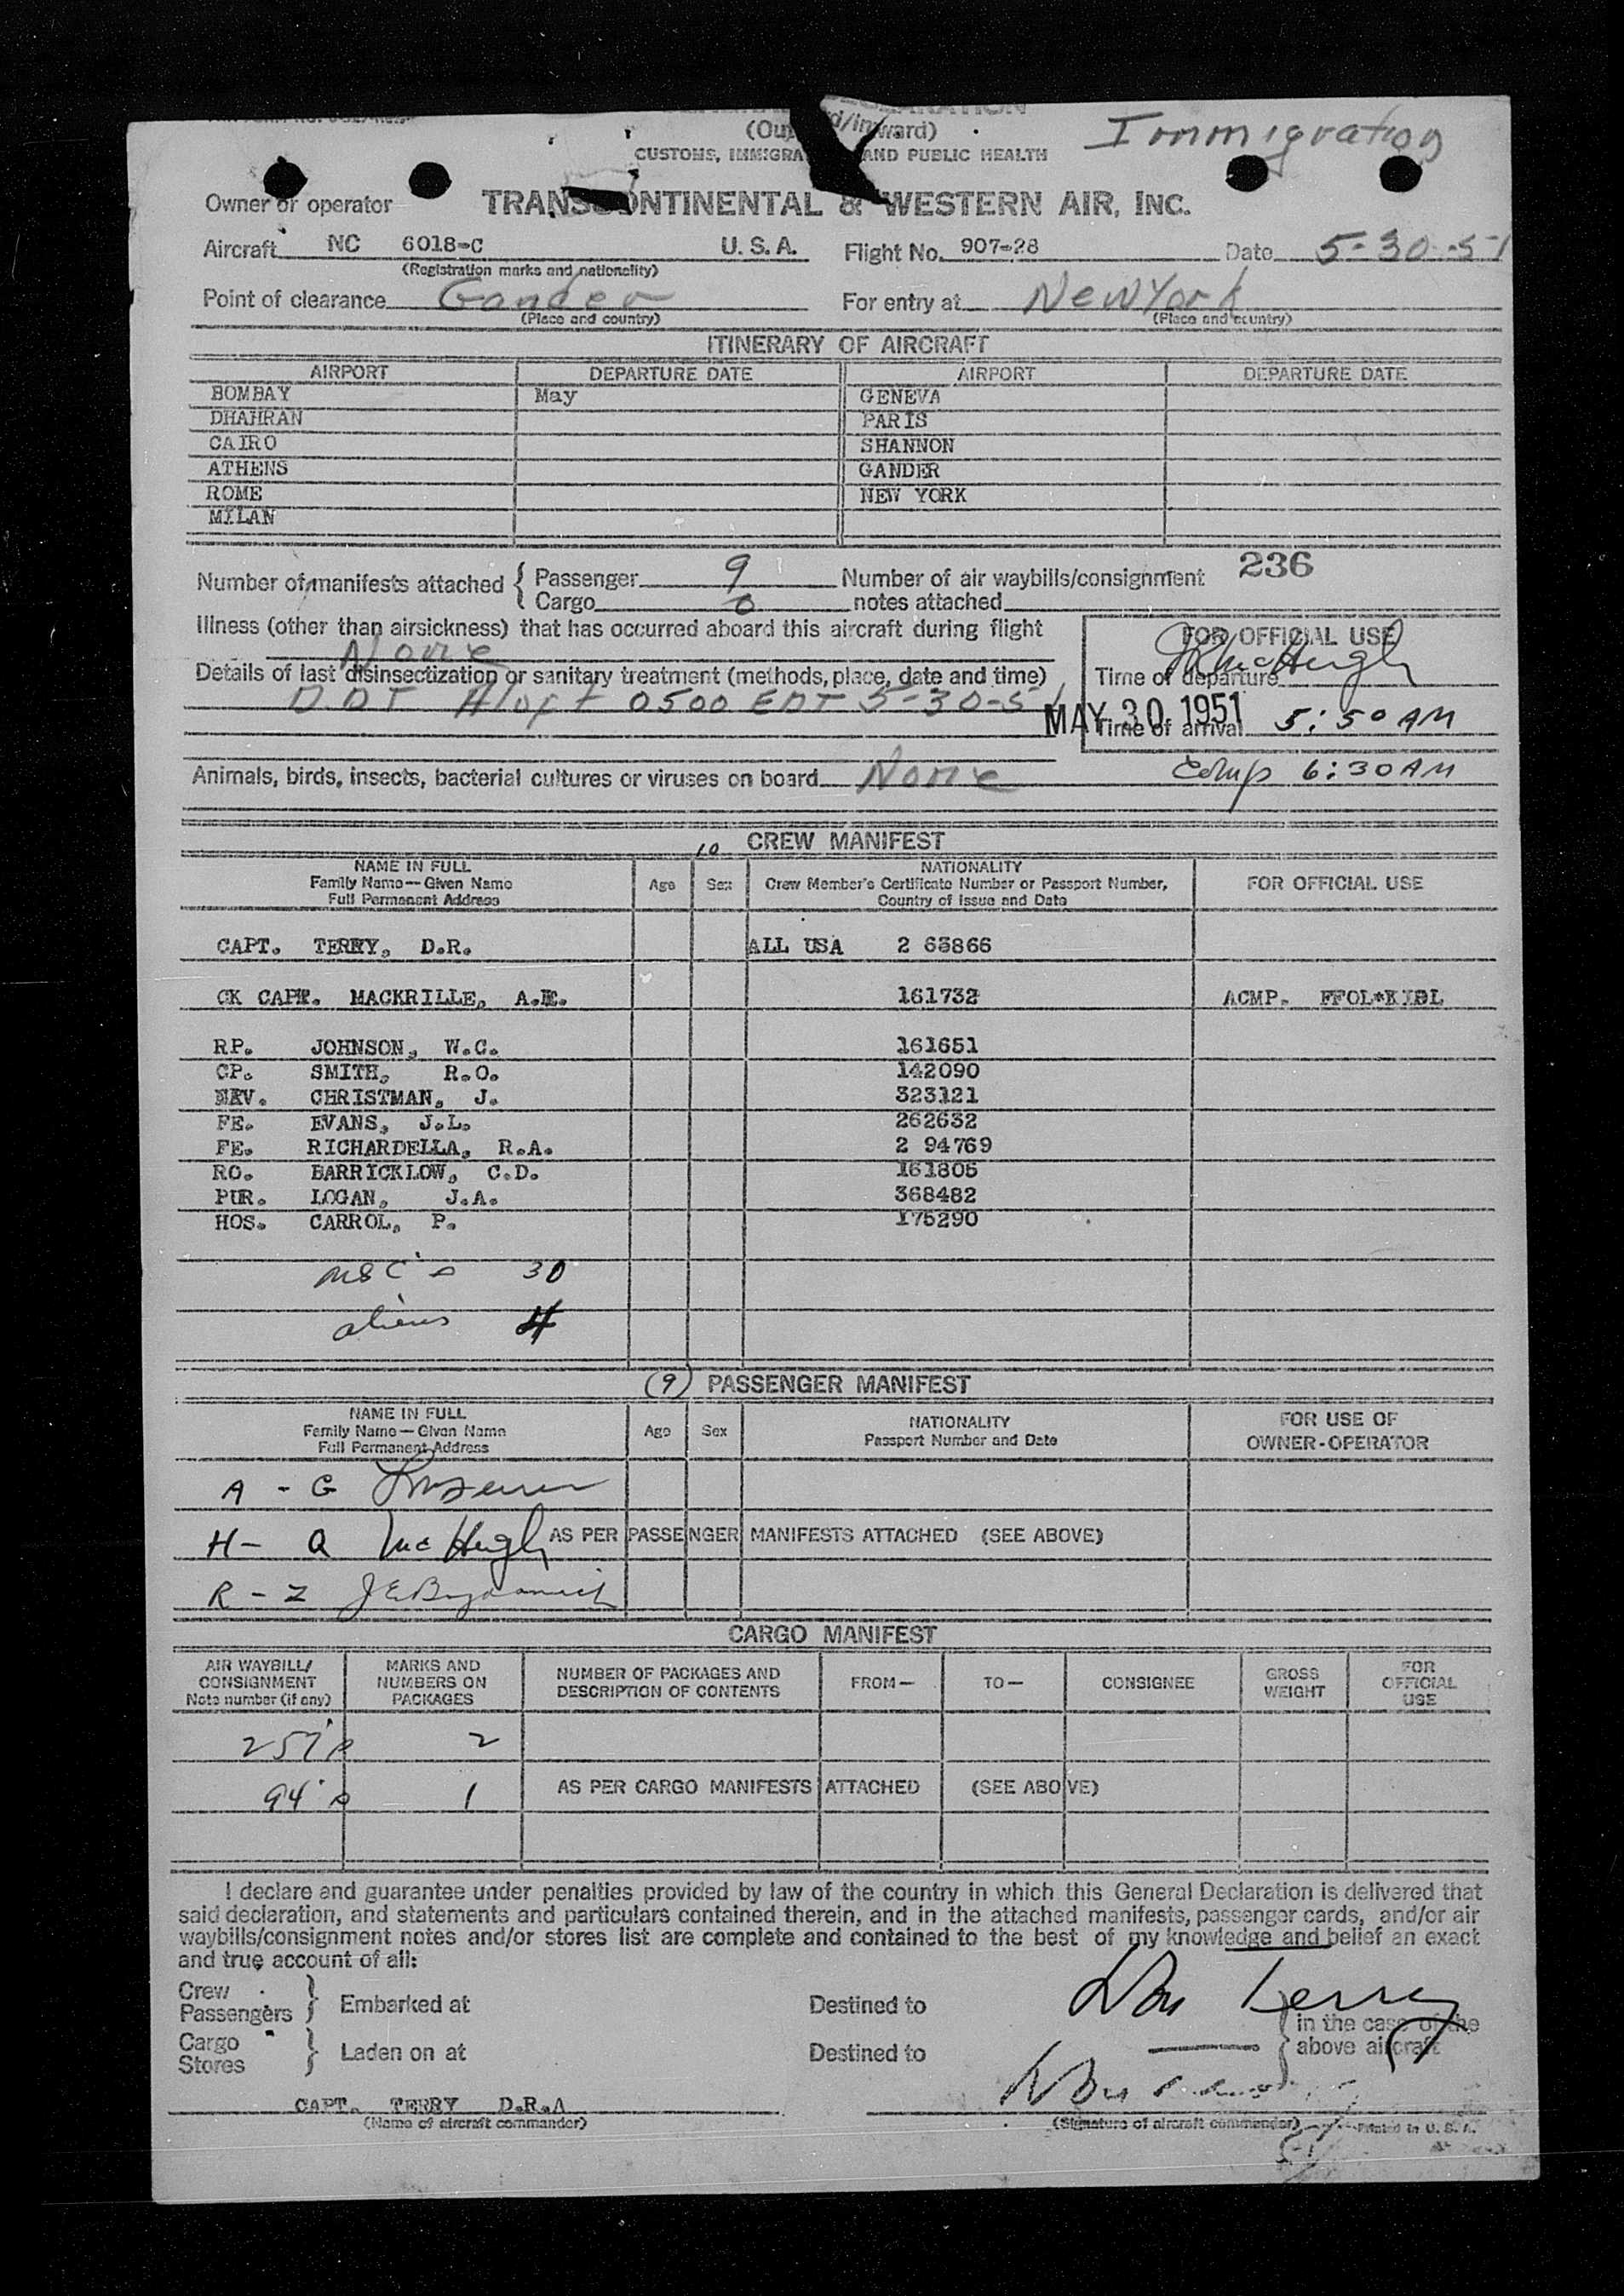 Immigration
CUSTOMS, IMMIGRA AND PUBLIC HEALTH
Owner or operator TRANSCONTINENTAL & WESTERN AIR, INC.
Aircraft NC 6018-C U.S.A. Flight No. 907-28 Date 5-30-51
(Registration marks and nationality)
Point of clearance Gander For entry at New York
(Place and country) (Place and country)
ITINERARY OF AIRCRAFT
AIRPORT DEPARTURE DATE AIRPORT DEPARTURE DATE
BOMBAY May GENEVA
DHAHRAN PARIS
CAIRO SHANNON
ATHENS GANDER
ROME NEW YORK
MILAN
236
Number of manifests attached { Passenger 9 Number of air waybills/consignment
Cargo 0 notes attached
Illness (other than airsickness) that has occurred aboard this aircraft during flight
None
FOR OFFICIAL USE
Details of last disinsectization or sanitary treatment (methods, place, date and time)
Time of departure
DDT Aloft 0500 EDT 5-30-51
MAY 30 1951
Time of arrival 5:50 AM
Animals, birds, insects, bacterial cultures or viruses on board None
6:30 AM
10 CREW MANIFEST
NAME IN FULL
Family Name—Given Name
Full Permanent Address
Age Sex
NATIONALITY
Crew Member's Certificate Number or Passport Number,
Country of Issue and Date
FOR OFFICIAL USE
CAPT. TERRY, D.R. ALL USA 2 63866
CK CAPT. MACKRILLE, A.E. 161732 ACMP.
RP. JOHNSON, W.C. 161651
CP. SMITH, R.O. 142090
NAV. CHRISTMAN, J. 323121
FE. EVANS, J.L. 262632
FE. RICHARDELLA, R.A. 2 94769
RO. BARRICKLOW, C.D. 161805
PUR. LOGAN, J.A. 368482
HOS. CARROL, P. 175290
USC's 30
aliens 4
(9) PASSENGER MANIFEST
NAME IN FULL
Family Name—Given Name
Full Permanent Address
Age Sex
NATIONALITY
Passport Number and Date
FOR USE OF
OWNER-OPERATOR
A - G
H - Q McHugh AS PER PASSENGER MANIFESTS ATTACHED (SEE ABOVE)
R - Z
CARGO MANIFEST
AIR WAYBILL/
CONSIGNMENT
Note number (if any)
MARKS AND
NUMBERS ON
PACKAGES
NUMBER OF PACKAGES AND
DESCRIPTION OF CONTENTS
FROM—
TO—
CONSIGNEE
GROSS
WEIGHT
FOR
OFFICIAL
USE
257's 2
94's 1 AS PER CARGO MANIFESTS ATTACHED (SEE ABOVE)
I declare and guarantee under penalties provided by law of the country in which this General Declaration is delivered that
said declaration, and statements and particulars contained therein, and in the attached manifests, passenger cards, and/or air
waybills/consignment notes and/or stores list are complete and contained to the best of my knowledge and belief an exact
and true account of all:
Crew
Passengers } Embarked at Destined to Don Terry
in the case of the
above aircraft
Cargo
Stores } Laden on at Destined to
CAPT. TERRY D.R.A
(Name of aircraft commander) (Signature of aircraft commander) Printed in U.S.A.